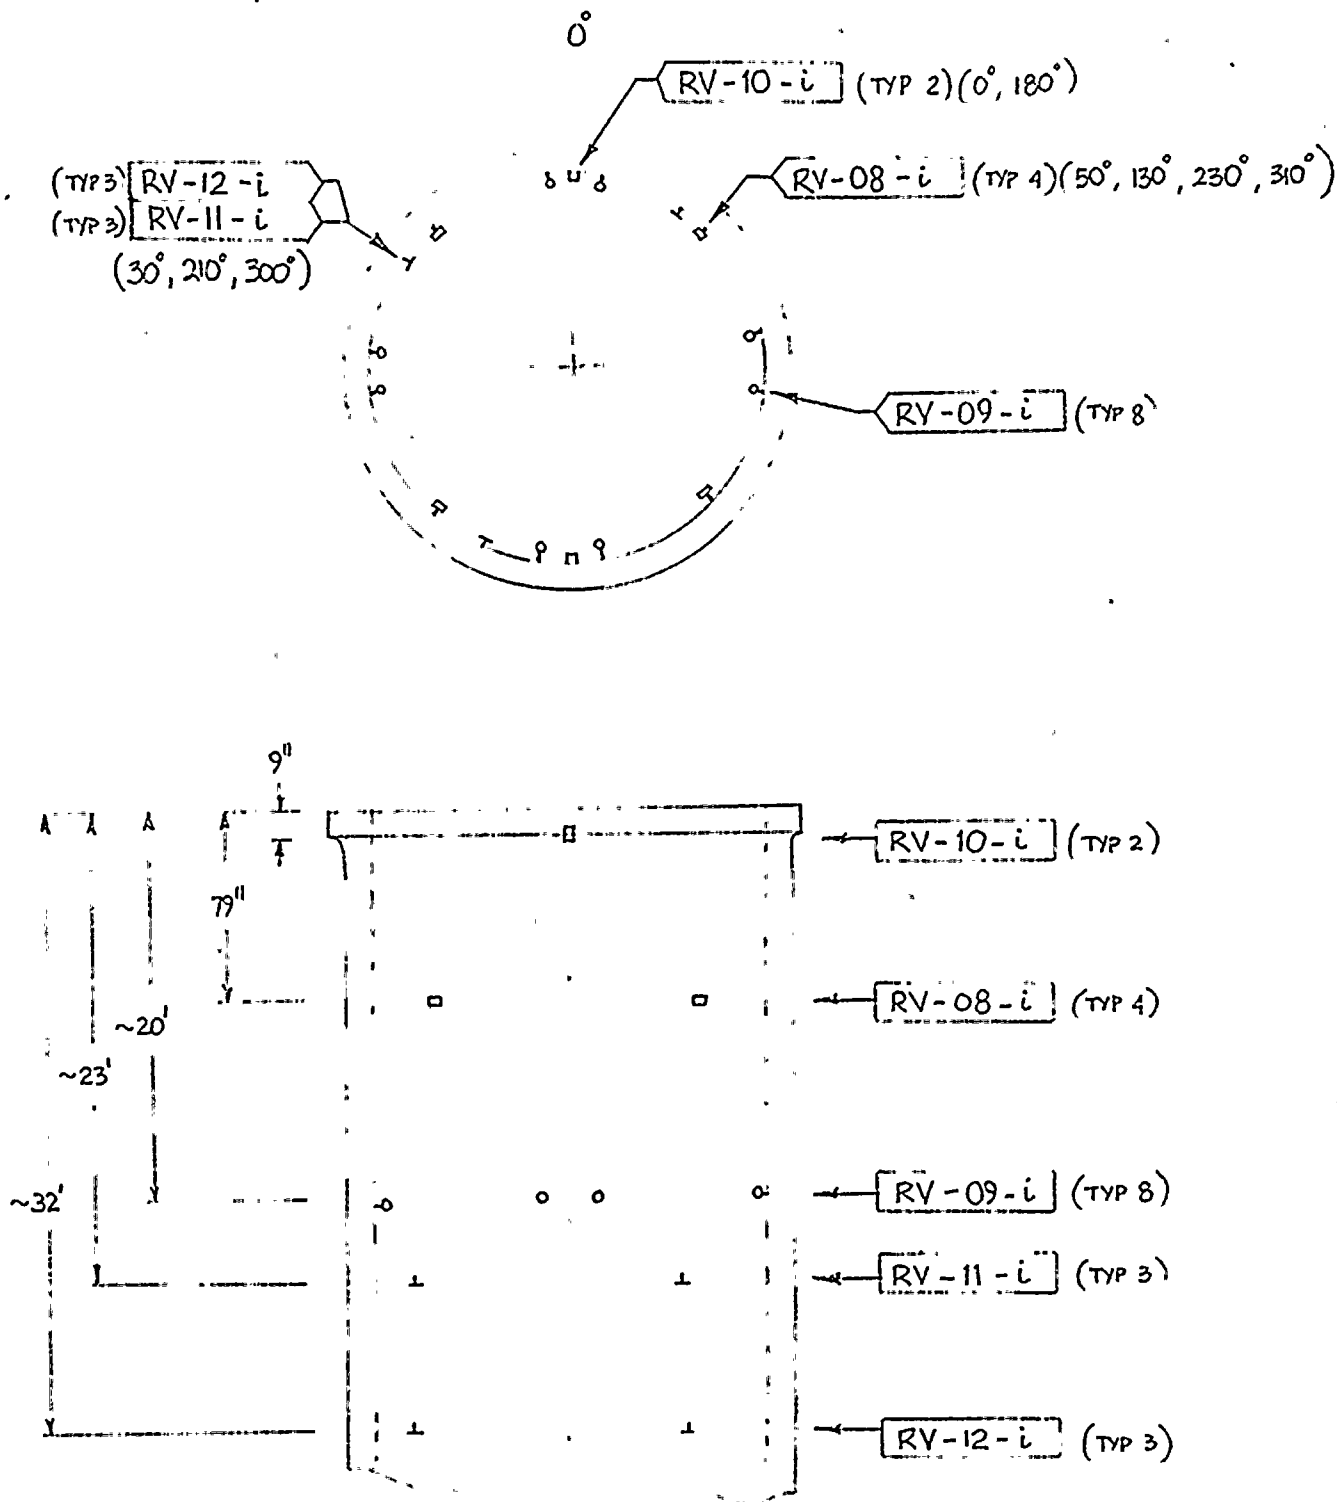 0°
RV-10-i (TYP 2)(0°, 180°)
(TYP 3) RV-12-i
(TYP 3) RV-11-i
(30°, 210°, 300°)
RV-08-i (TYP 4)(50°, 130°, 230°, 310°)
RV-09-i (TYP 8)
9"
RV-10-i (TYP 2)
79"
RV-08-i (TYP 4)
~20'
~23'
~32'
RV-09-i (TYP 8)
RV-11-i (TYP 3)
RV-12-i (TYP 3)